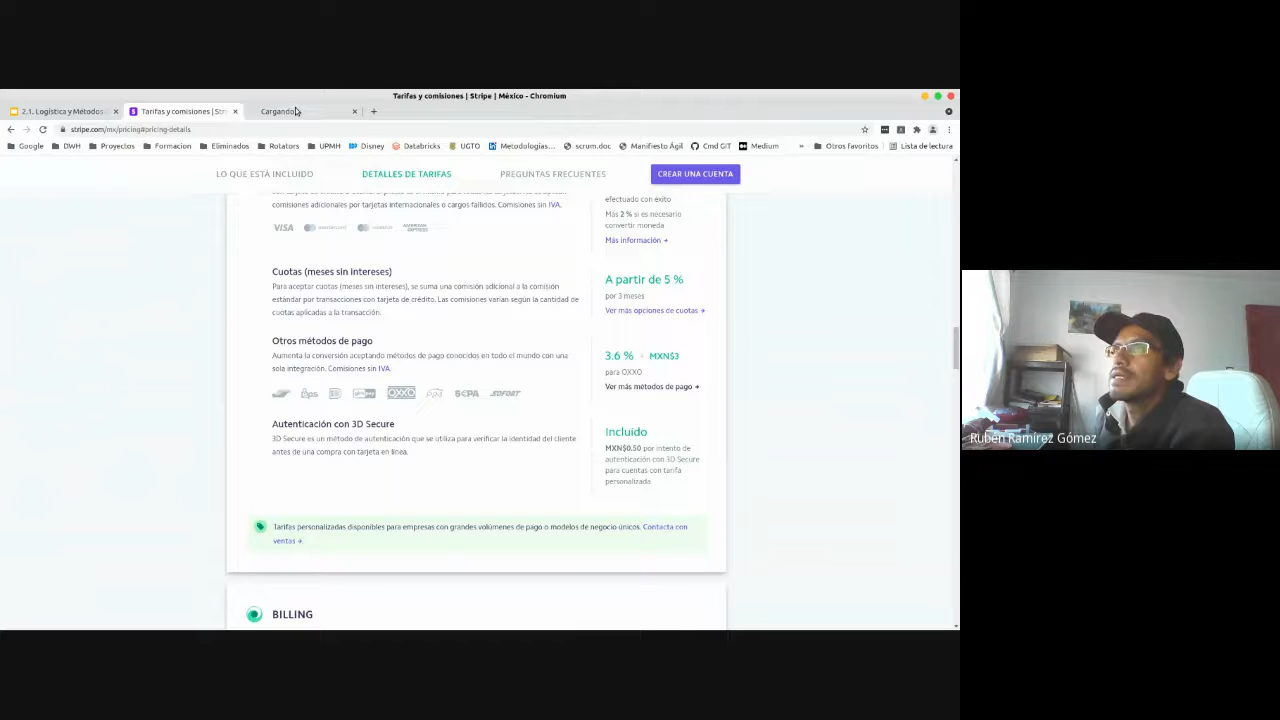 Tarifas y comisiones | Stripe | México - Chromium
2.1. Logística y Métodos
Tarifas y comisiones | Str
Cargando
stripe.com/mx/pricing#pricing-details
Google
DWH
Proyectos
Formacion
Eliminados
Rotators
UPMH
Disney
Databricks
UGTO
Metodologías...
scrum.doc
Manifiesto Ágil
Cmd GIT
Medium
»
Otros favoritos
Lista de lectura
LO QUE ESTÁ INCLUIDO
DETALLES DE TARIFAS
PREGUNTAS FRECUENTES
CREAR UNA CUENTA
comisiones adicionales por tarjetas internacionales o cargos fallidos. Comisiones sin IVA.
VISA
mastercard
AMERICAN EXPRESS
efectuado con éxito
Más 2 % si es necesario
convertir moneda
Más información →
Cuotas (meses sin intereses)
Para aceptar cuotas (meses sin intereses), se suma una comisión adicional a la comisión
estándar por transacciones con tarjeta de crédito. Las comisiones varían según la cantidad de
cuotas aplicadas a la transacción.
A partir de 5 %
por 3 meses
Ver más opciones de cuotas →
Otros métodos de pago
Aumenta la conversión aceptando métodos de pago conocidos en todo el mundo con una
sola integración. Comisiones sin IVA.
eps
giropay
OXXO
SEPA
SOFORT
3.6 % + MXN$3
para OXXO
Ver más métodos de pago →
Autenticación con 3D Secure
3D Secure es un método de autenticación que se utiliza para verificar la identidad del cliente
antes de una compra con tarjeta en línea.
Incluido
MXN$0.50 por intento de
autenticación con 3D Secure
para cuentas con tarifa
personalizada.
Tarifas personalizadas disponibles para empresas con grandes volúmenes de pago o modelos de negocio únicos. Contacta con
ventas →
BILLING
Rubén Ramírez Gómez